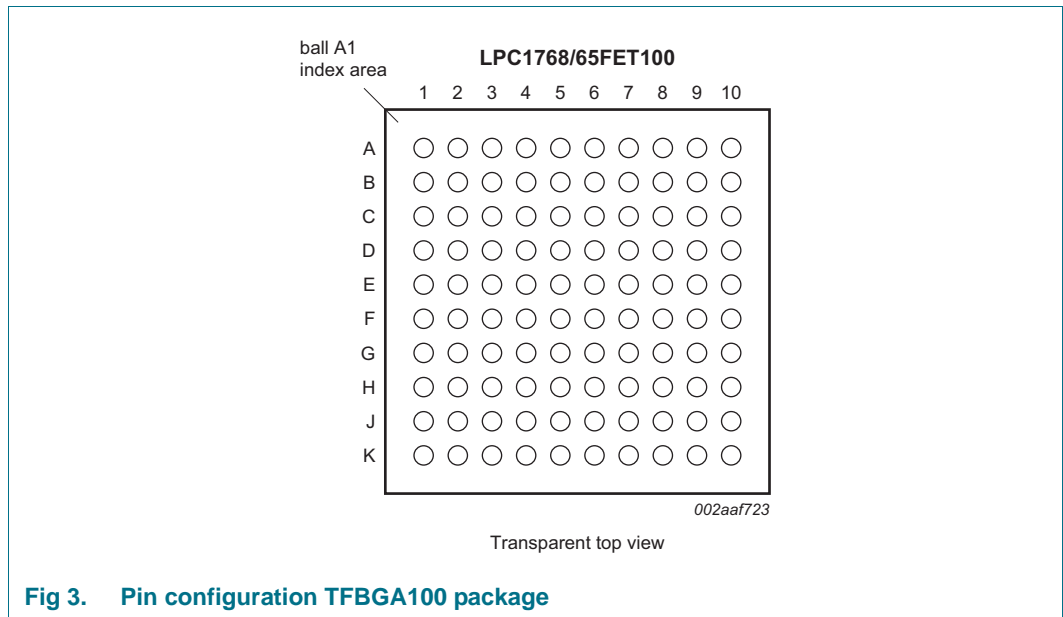 ball A1
index area
LPC1768/65FET100
1 2 3 4 5 6 7 8 9 10
A
B
C
D
E
F
G
H
J
K
002aaf723
Transparent top view
Fig 3. Pin configuration TFBGA100 package